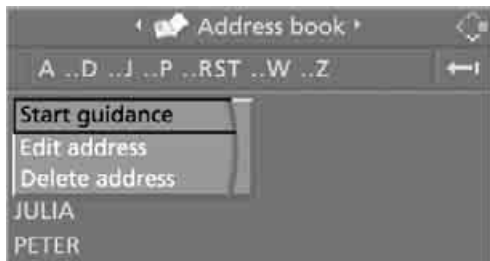 Address book
A ..D ..J ..P ..RST ..W ..Z
Start guidance
Edit address
Delete address
JULIA
PETER